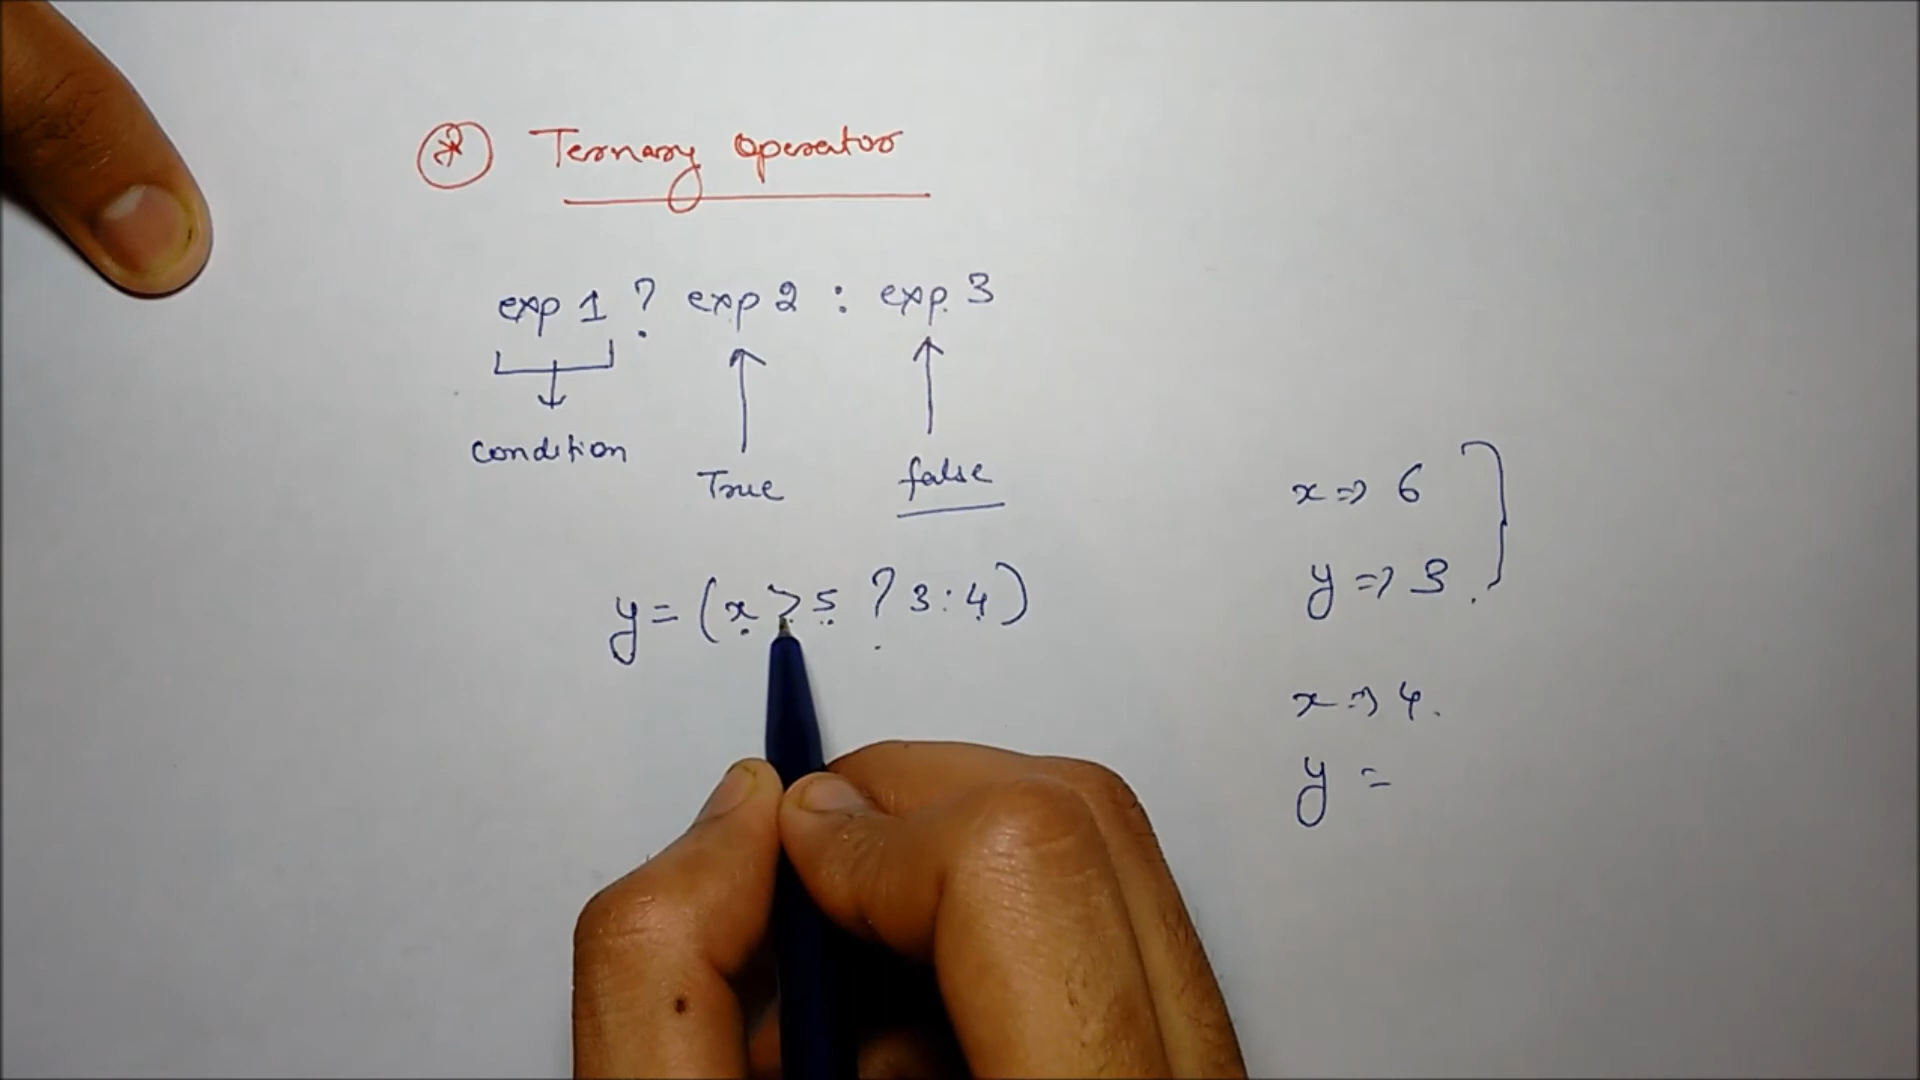 * Ternary Operator
exp 1 ? exp 2 : exp 3
condition
True
false
y = (x > 5 ? 3 : 4)
x => 6
y => 3.
x => 4.
y =